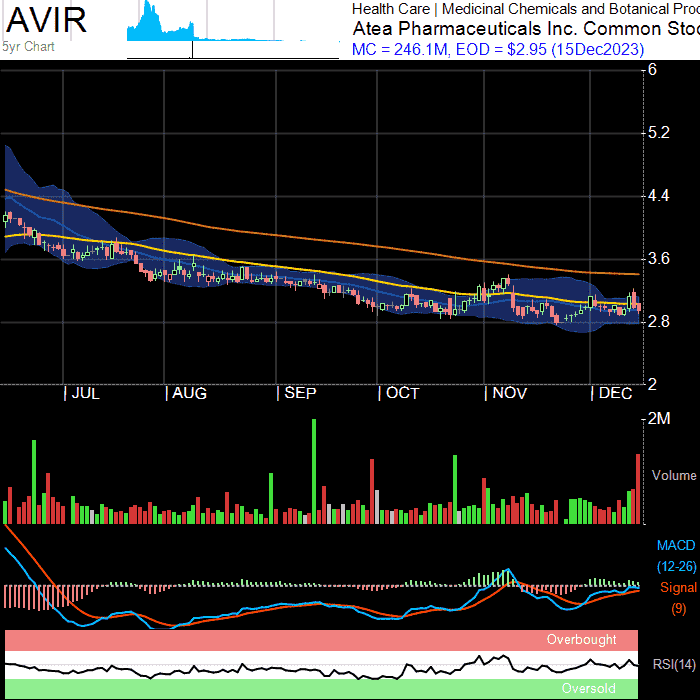 AVIR
5yr Chart
Health Care | Medicinal Chemicals and Botanical Proc
Atea Pharmaceuticals Inc. Common Stoc
MC = 246.1M, EOD = $2.95 (15Dec2023)
6
5.2
4.4
3.6
2.8
2
| JUL | AUG | SEP | OCT | NOV | DEC
2M
Volume
MACD
(12-26)
Signal
(9)
Overbought
RSI(14)
Oversold